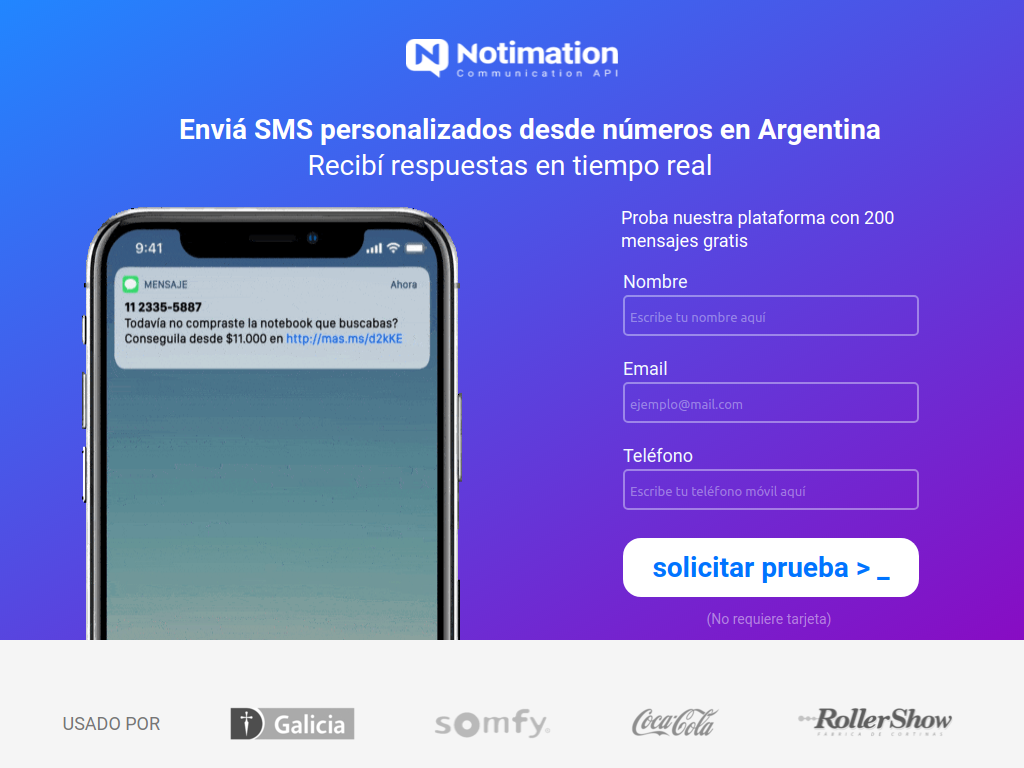 Notimation
Communication API
Enviá SMS personalizados desde números en Argentina
Recibí respuestas en tiempo real
9:41
MENSAJE
Ahora
11 2335-5887
Todavía no compraste la notebook que buscabas?
Conseguila desde $11.000 en http://mas.ms/d2kKE
Proba nuestra plataforma con 200
mensajes gratis
Nombre
Escribe tu nombre aquí
Email
ejemplo@mail.com
Teléfono
Escribe tu teléfono móvil aquí
solicitar prueba > _
(No requiere tarjeta)
USADO POR
Galicia
somfy.
Coca-Cola
RollerShow
FABRICA DE CORTINAS